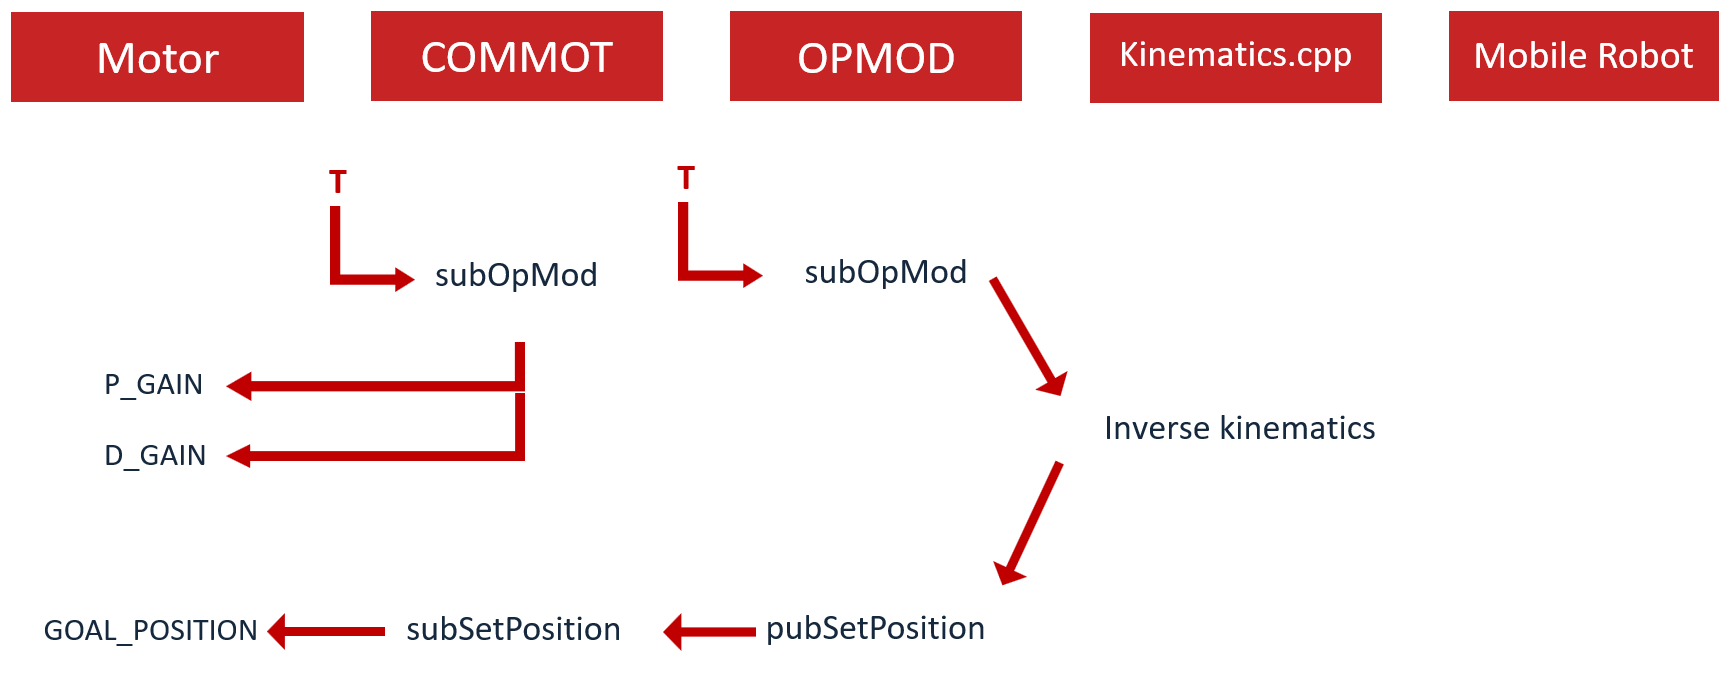 Motor
COMMOT
OPMOD
Kinematics.cpp
Mobile Robot
T
T
subOpMod
subOpMod
P_GAIN
Inverse kinematics
D_GAIN
GOAL_POSITION
subSetPosition
pubSetPosition